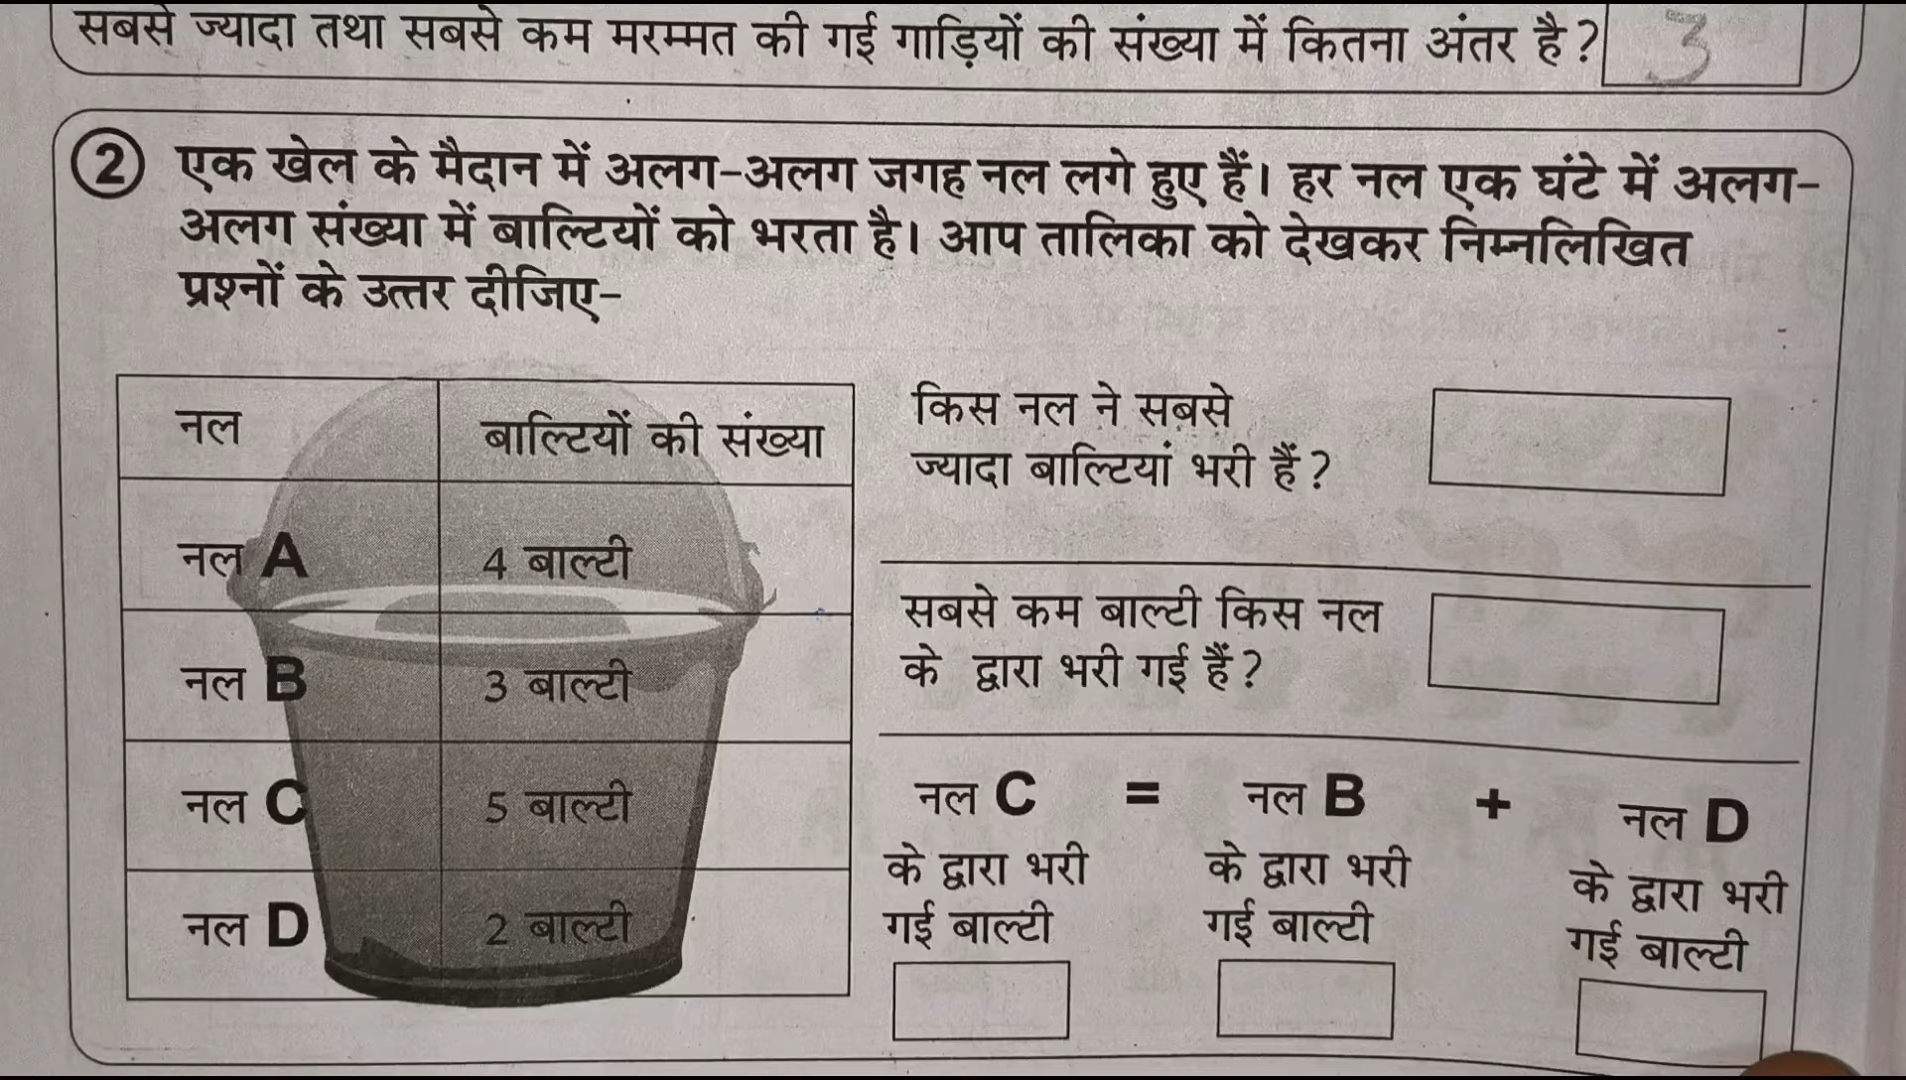 सबसे ज्यादा तथा सबसे कम मरम्मत की गई गाड़ियों की संख्या में कितना अंतर है? 3
2 एक खेल के मैदान में अलग-अलग जगह नल लगे हुए हैं। हर नल एक घंटे में अलग-
अलग संख्या में बाल्टियों को भरता है। आप तालिका को देखकर निम्नलिखित
प्रश्नों के उत्तर दीजिए-
नल बाल्टियों की संख्या
नल A 4 बाल्टी
नल B 3 बाल्टी
नल C 5 बाल्टी
नल D 2 बाल्टी
किस नल ने सबसे
ज्यादा बाल्टियां भरी हैं?
सबसे कम बाल्टी किस नल
के द्वारा भरी गई हैं?
नल C = नल B + नल D
के द्वारा भरी के द्वारा भरी के द्वारा भरी
गई बाल्टी गई बाल्टी गई बाल्टी